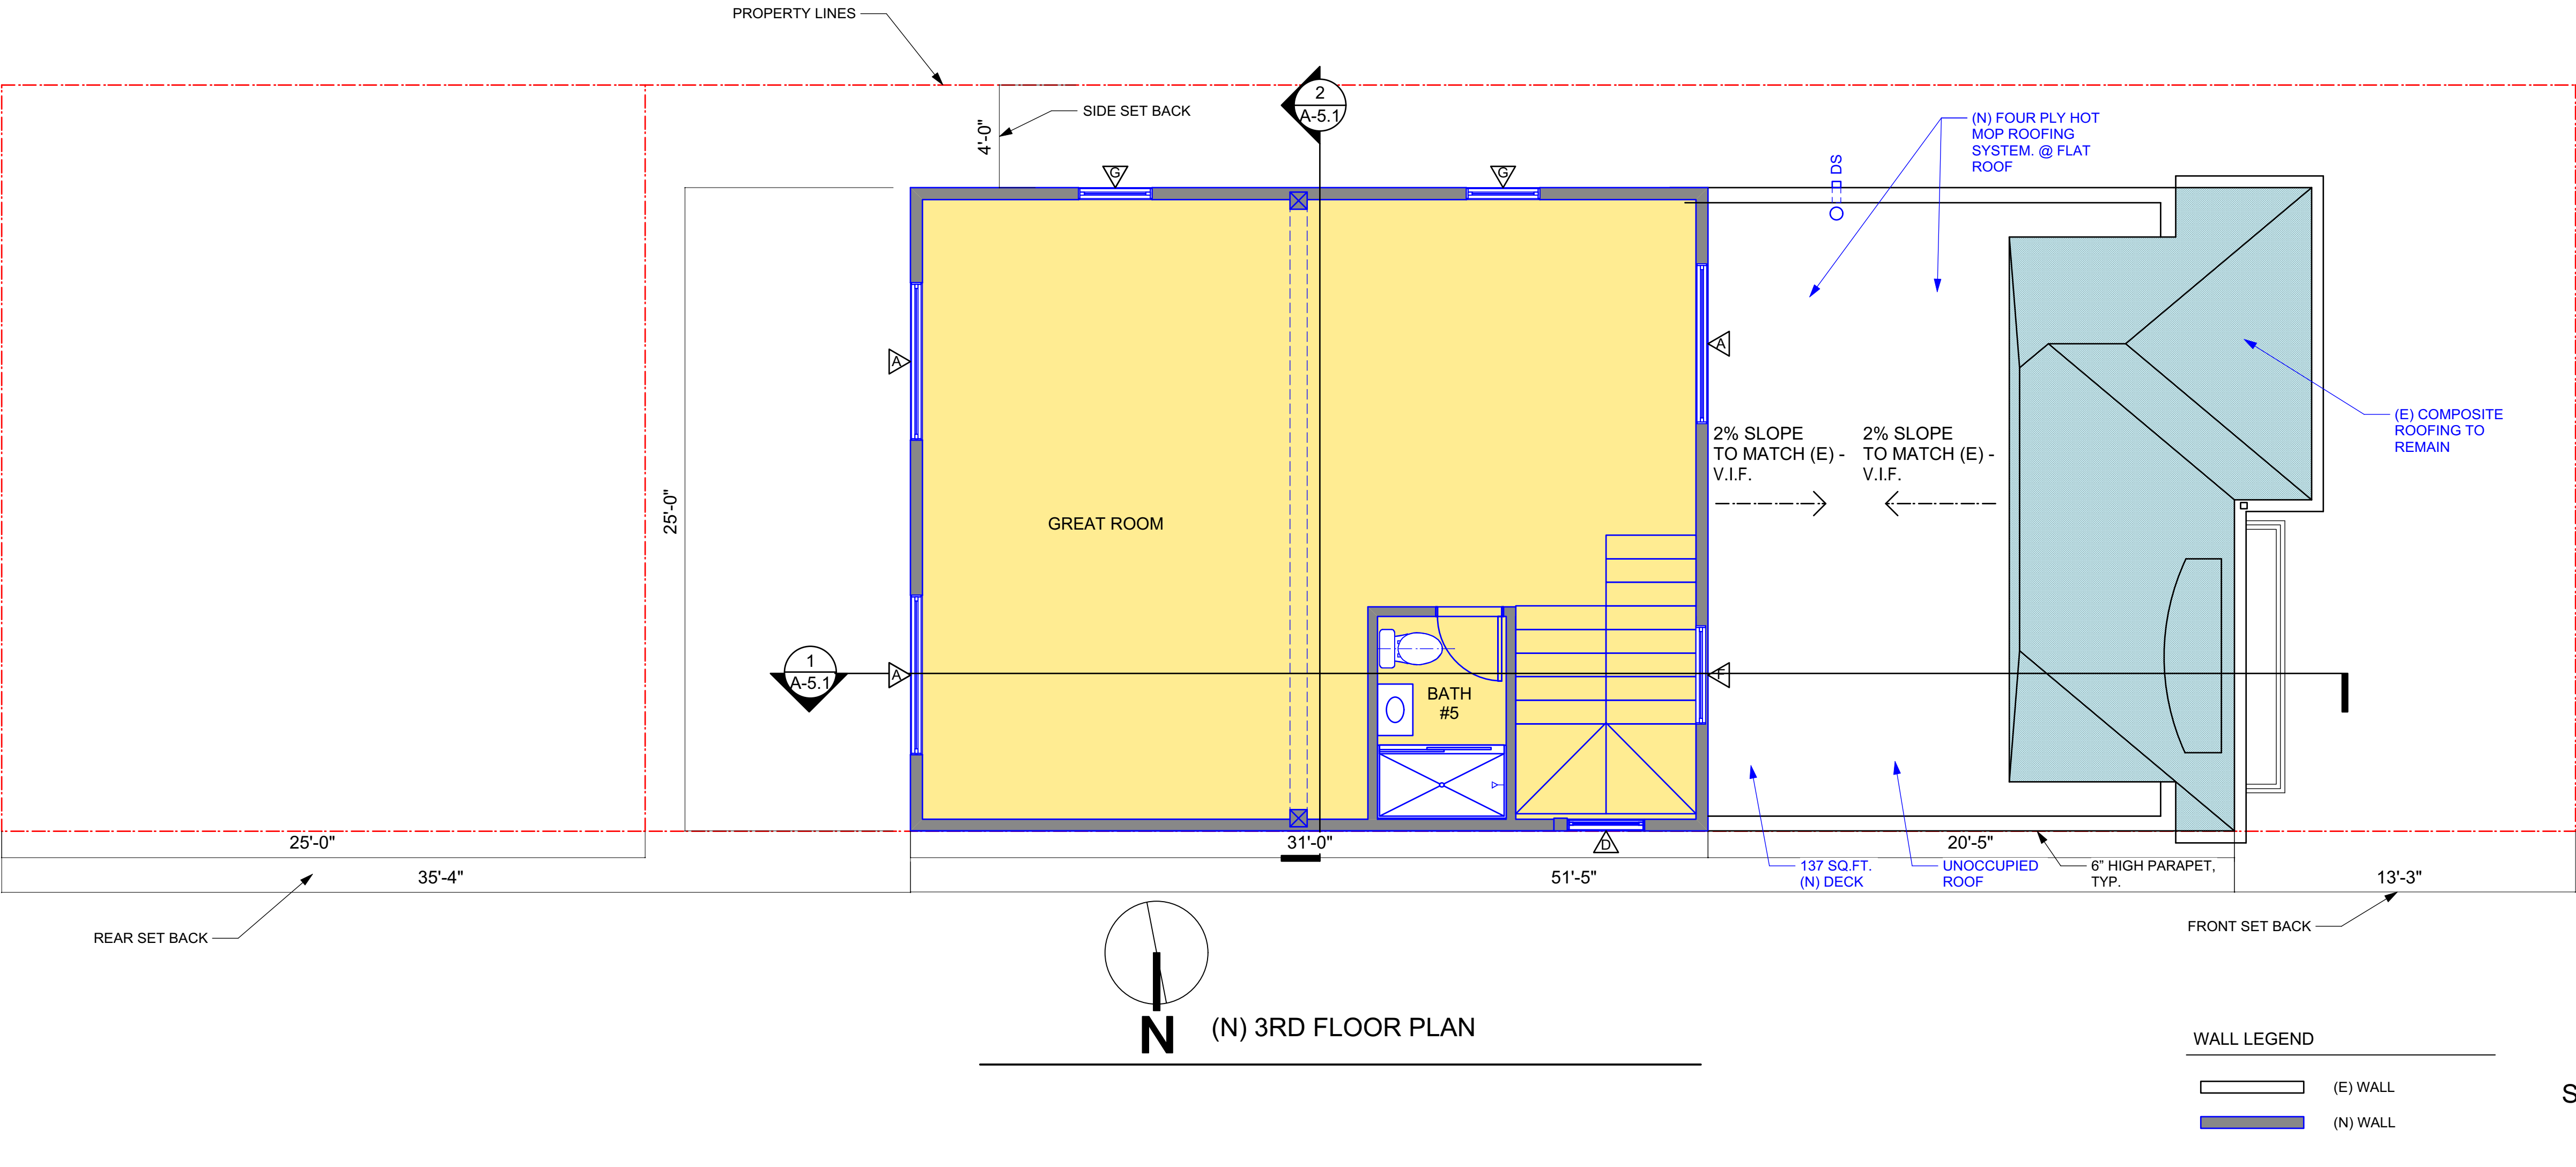 PROPERTY LINES
2
A-5.1
SIDE SET BACK
4'-0"
(N) FOUR PLY HOT
MOP ROOFING
SYSTEM. @ FLAT
ROOF
DS
G
G
A
A
(E) COMPOSITE
ROOFING TO
REMAIN
2% SLOPE
TO MATCH (E) -
V.I.F.
2% SLOPE
TO MATCH (E) -
V.I.F.
25'-0"
GREAT ROOM
1
A-5.1
A
F
BATH
#5
D
25'-0"
31'-0"
20'-5"
35'-4"
51'-5"
13'-3"
137 SQ.FT.
(N) DECK
UNOCCUPIED
ROOF
6” HIGH PARAPET,
TYP.
REAR SET BACK
FRONT SET BACK
N
(N) 3RD FLOOR PLAN
WALL LEGEND
(E) WALL
(N) WALL
S